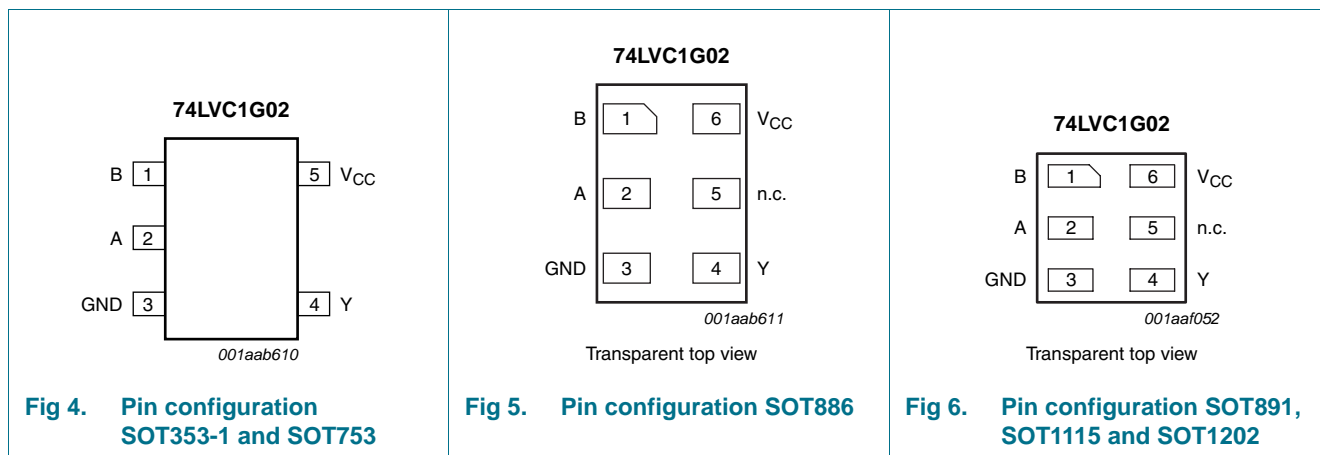 74LVC1G02
B 1 5 VCC
A 2
GND 3 4 Y
001aab610
Fig 4. Pin configuration
SOT353-1 and SOT753
74LVC1G02
B 1 6 VCC
A 2 5 n.c.
GND 3 4 Y
001aab611
Transparent top view
Fig 5. Pin configuration SOT886
74LVC1G02
B 1 6 VCC
A 2 5 n.c.
GND 3 4 Y
001aaf052
Transparent top view
Fig 6. Pin configuration SOT891,
SOT1115 and SOT1202